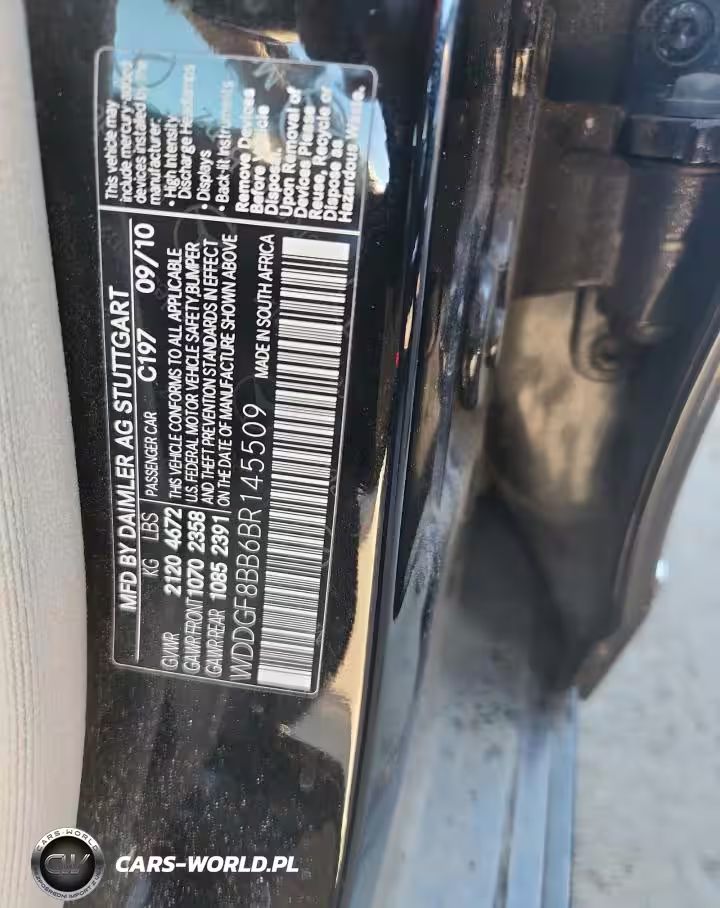 MFD BY DAIMLER AG STUTTGART
KG LBS PASSENGER CAR C197 09/10
GVWR 2120 4672
GAWR FRONT 1070 2358
GAWR REAR 1085 2391
THIS VEHICLE CONFORMS TO ALL APPLICABLE
U.S. FEDERAL MOTOR VEHICLE SAFETY, BUMPER
AND THEFT PREVENTION STANDARDS IN EFFECT
ON THE DATE OF MANUFACTURE SHOWN ABOVE
WDDGF8BB6BR145509 MADE IN SOUTH AFRICA
This vehicle may
include mercury added
devices installed by the
manufacturer:
• High Intensity
Discharge Headlamps
• Displays
• Back-lit Instruments
Remove Devices
Before Vehicle
Disposal.
Upon Removal of
Devices Please
Reuse, Recycle or
Dispose as
Hazardous Waste.
CARS-WORLD
CW
CARS-WORLD.PL